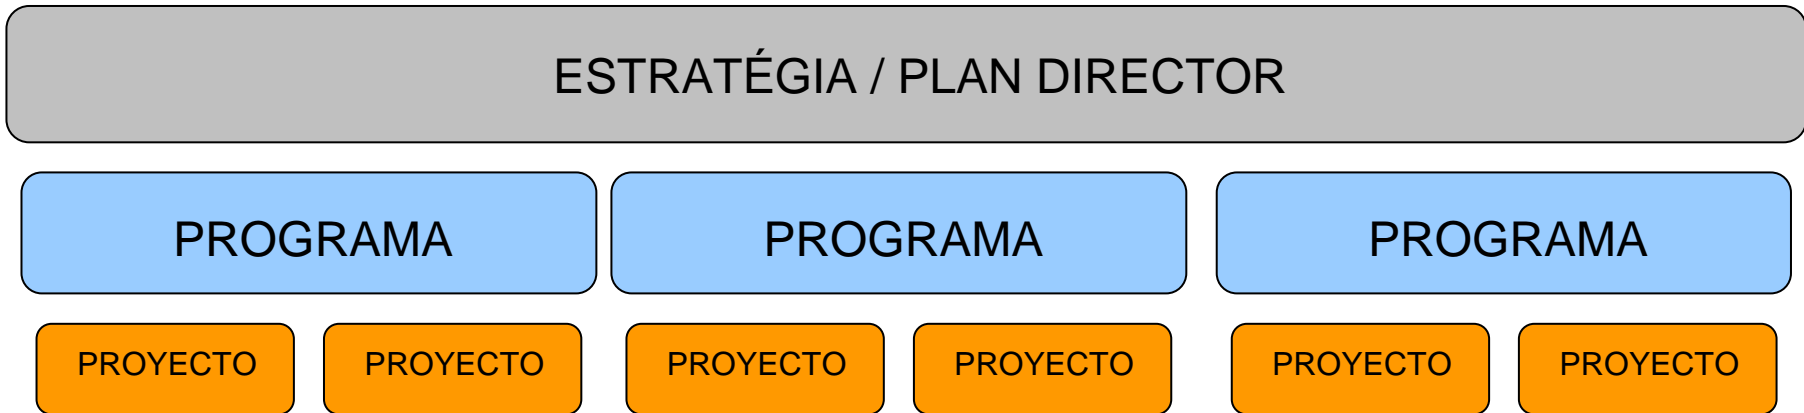 ESTRATÉGIA / PLAN DIRECTOR
PROGRAMA
PROGRAMA
PROGRAMA
PROYECTO
PROYECTO
PROYECTO
PROYECTO
PROYECTO
PROYECTO